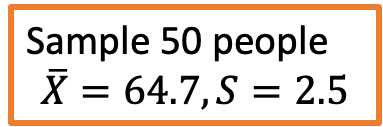 Sample 50 people
X̄ = 64.7, S = 2.5